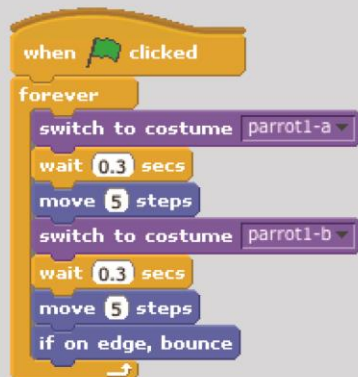 when clicked
forever
switch to costume parrot1-a
wait 0.3 secs
move 5 steps
switch to costume parrot1-b
wait 0.3 secs
move 5 steps
if on edge, bounce